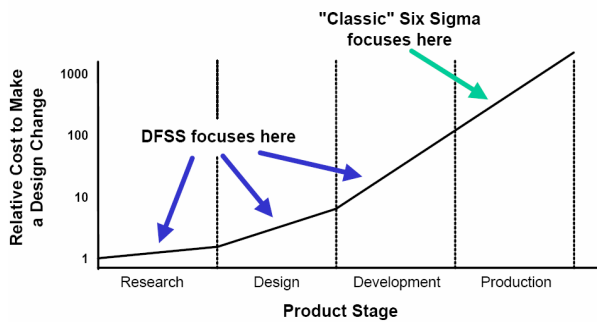 "Classic" Six Sigma
focuses here
DFSS focuses here
Relative Cost to Make
a Design Change
1000
100
10
1
Research
Design
Development
Production
Product Stage